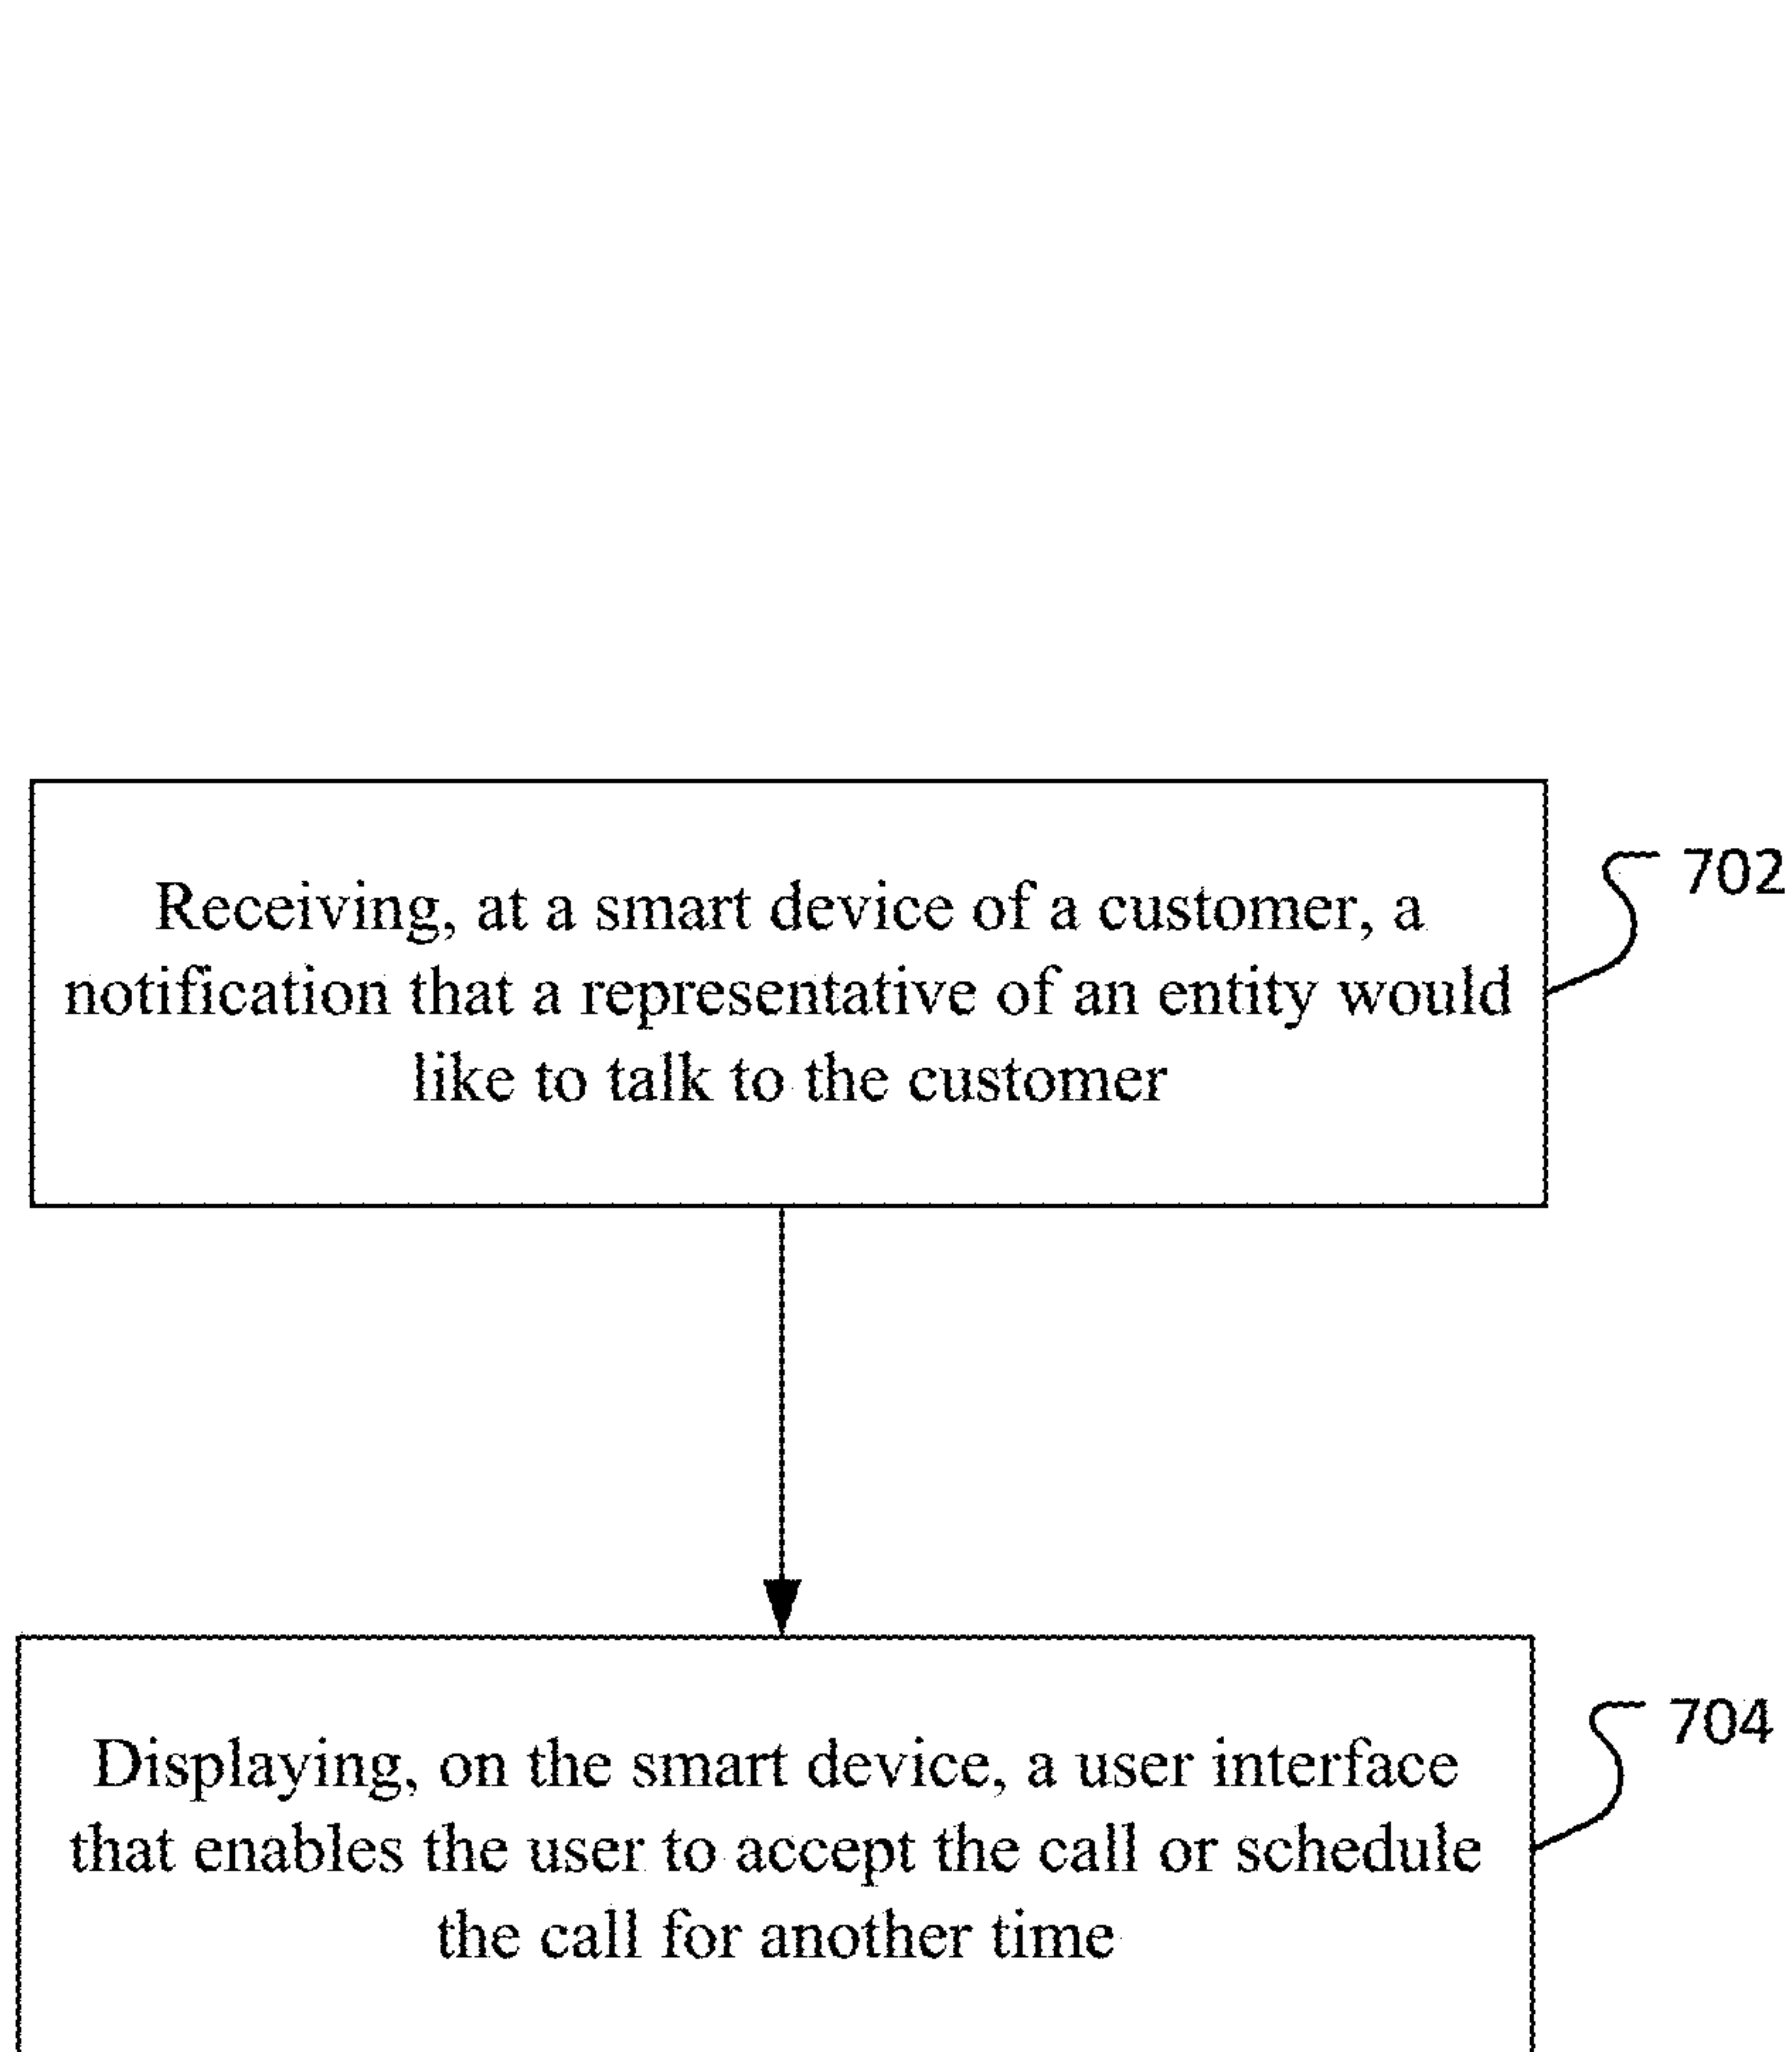 Receiving, at a smart device of a customer, a
notification that a representative of an entity would
like to talk to the customer
702
Displaying, on the smart device, a user interface
that enables the user to accept the call or schedule
the call for another time
704